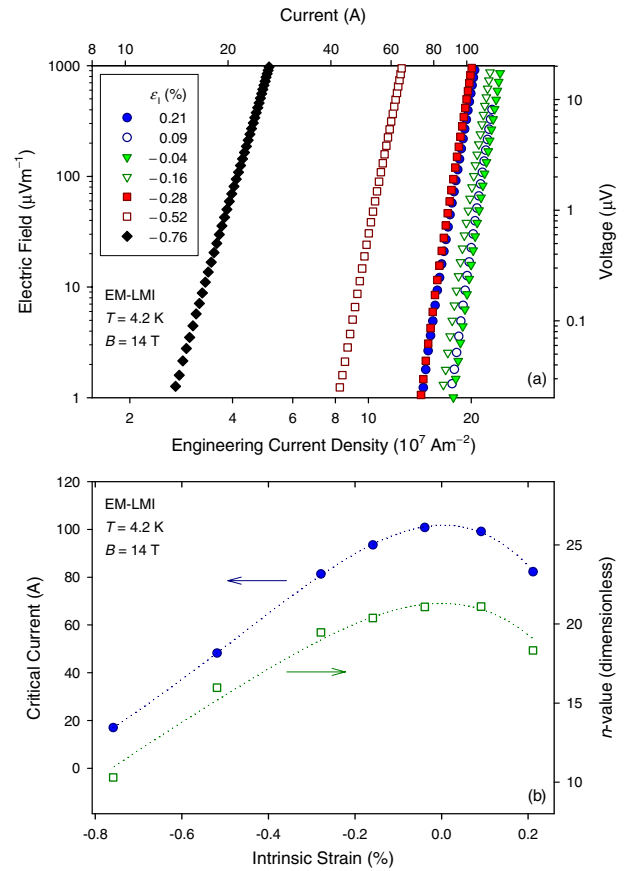 Current (A)
8 10 20 40 60 80 100
1000
100
10
1
Electric Field (μVm⁻¹)
εI (%)
0.21
0.09
−0.04
−0.16
−0.28
−0.52
−0.76
EM-LMI
T = 4.2 K
B = 14 T
10
1
0.1
Voltage (μV)
(a)
2 4 6 8 10 20
Engineering Current Density (10⁷ Am⁻²)
120
100
80
60
40
20
0
Critical Current (A)
EM-LMI
T = 4.2 K
B = 14 T
25
20
15
10
n-value (dimensionless)
(b)
-0.8 -0.6 -0.4 -0.2 0.0 0.2
Intrinsic Strain (%)